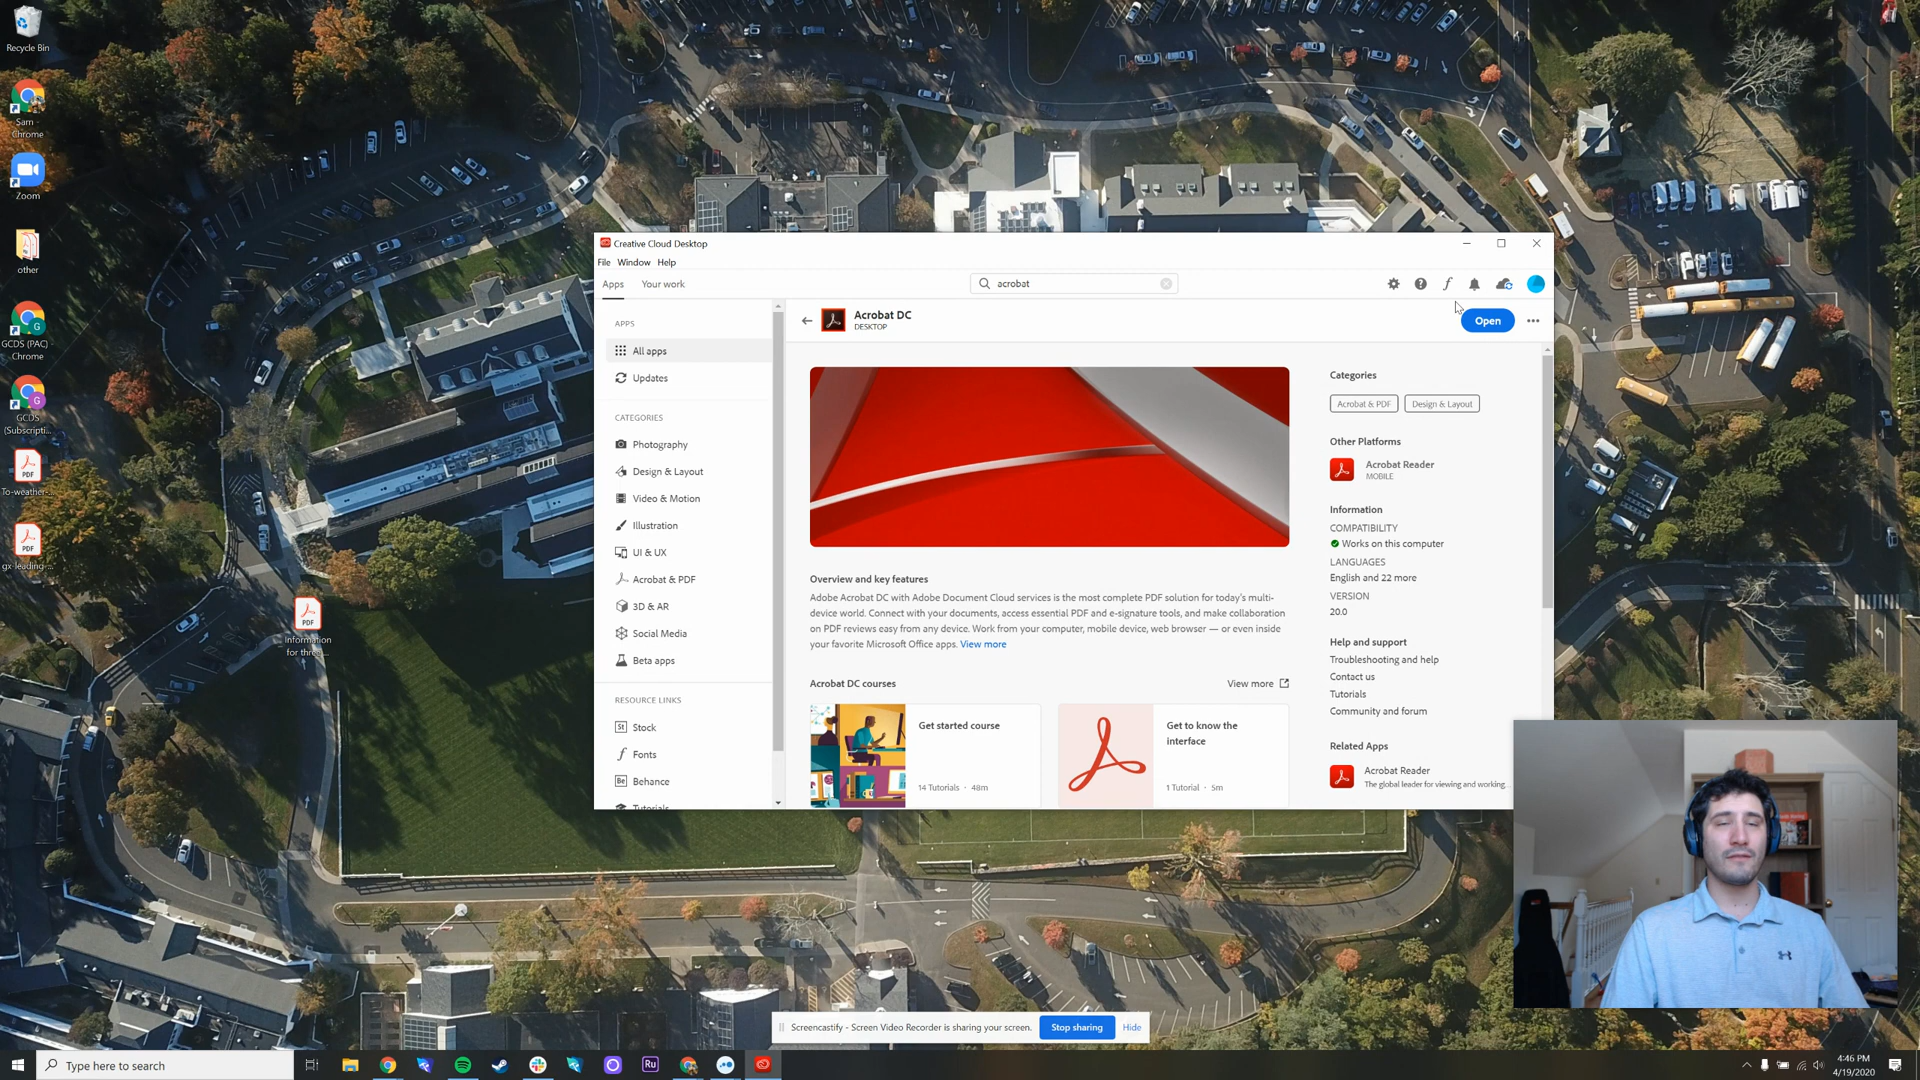 Recycle Bin
Sam -
Chrome
Zoom
other
GCDS (PAC) -
Chrome
GCDS
(Subscripti...
PDF
To-weather-...
PDF
gx-leading-...
PDF
Information
for three...
Creative Cloud Desktop
File Window Help
Apps Your work
acrobat
APPS
All apps
Updates
CATEGORIES
Photography
Design & Layout
Video & Motion
Illustration
UI & UX
Acrobat & PDF
3D & AR
Social Media
Beta apps
RESOURCE LINKS
St Stock
Fonts
Bē Behance
Tutorials
Acrobat DC
DESKTOP
Open
Overview and key features
Adobe Acrobat DC with Adobe Document Cloud services is the most complete PDF solution for today's multi-
device world. Connect with your documents, access essential PDF and e-signature tools, and make collaboration
on PDF reviews easy from any device. Work from your computer, mobile device, web browser — or even inside
your favorite Microsoft Office apps. View more
Acrobat DC courses View more
Get started course
14 Tutorials · 48m
Get to know the
interface
1 Tutorial · 5m
Categories
Acrobat & PDF Design & Layout
Other Platforms
Acrobat Reader
MOBILE
Information
COMPATIBILITY
Works on this computer
LANGUAGES
English and 22 more
VERSION
20.0
Help and support
Troubleshooting and help
Contact us
Tutorials
Community and forum
Related Apps
Acrobat Reader
The global leader for viewing and working...
Screencastify - Screen Video Recorder is sharing your screen. Stop sharing Hide
Type here to search
Ru
4:46 PM
4/19/2020